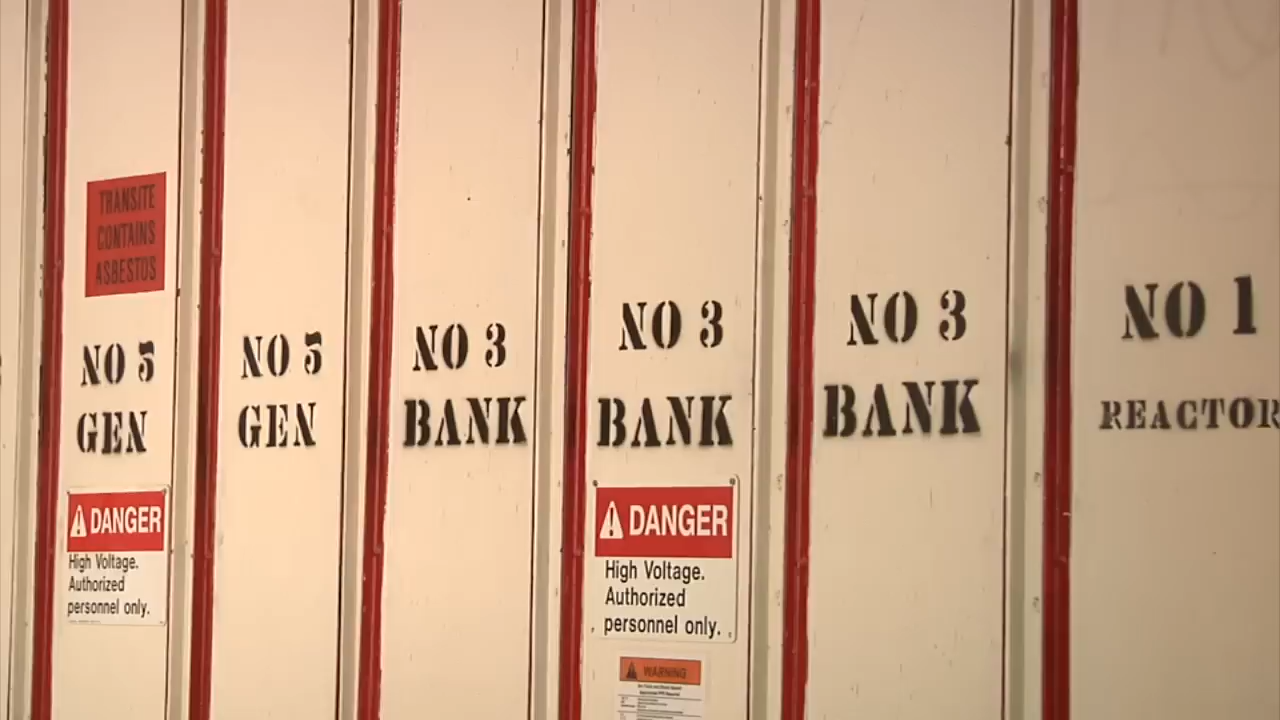 TRANSITE
CONTAINS
ASBESTOS
NO 5
GEN
DANGER
High Voltage.
Authorized
personnel only.
NO 5
GEN
NO 3
BANK
NO 3
BANK
DANGER
High Voltage.
Authorized
personnel only.
WARNING
NO 3
BANK
NO 1
REACTOR